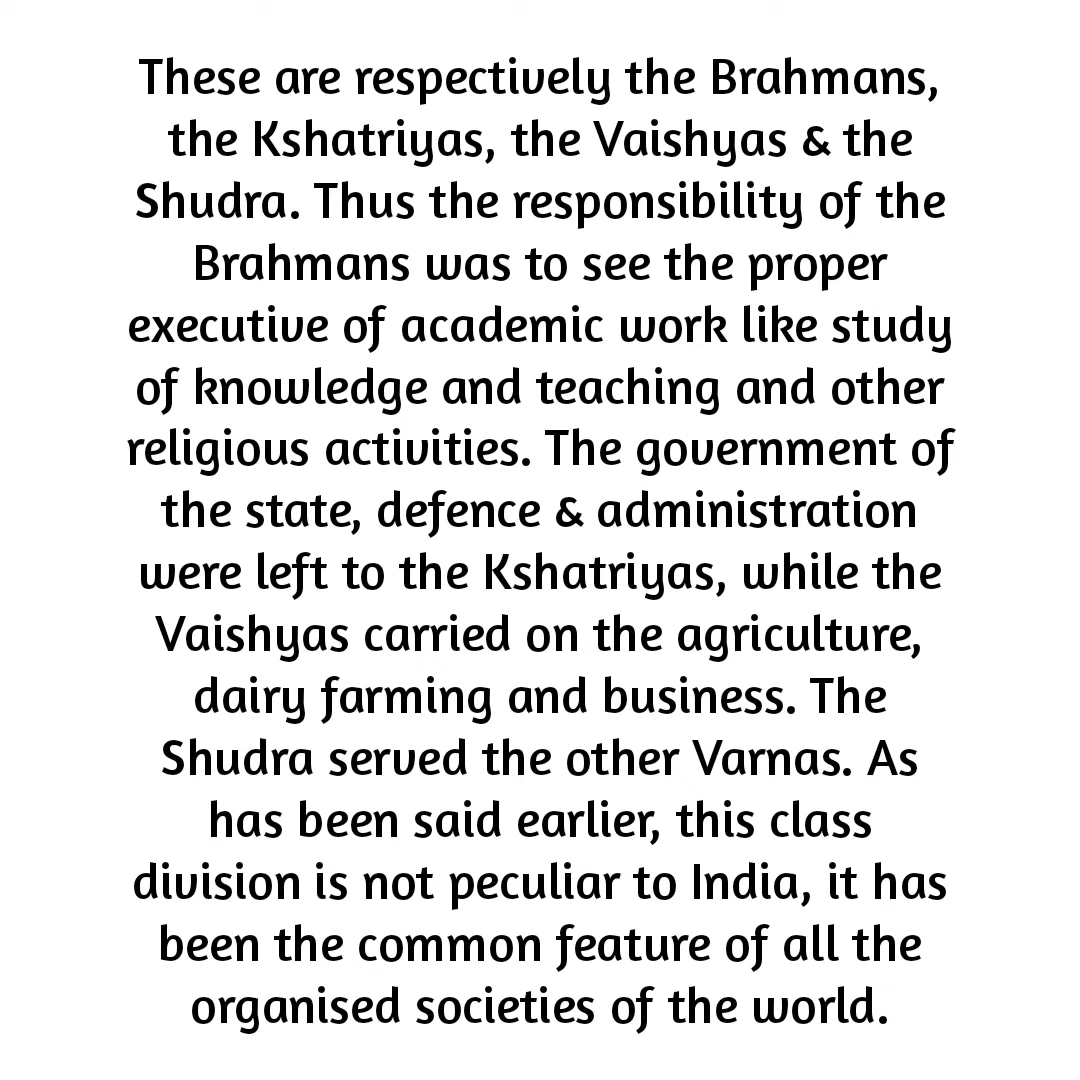 These are respectively the Brahmans,
the Kshatriyas, the Vaishyas & the
Shudra. Thus the responsibility of the
Brahmans was to see the proper
executive of academic work like study
of knowledge and teaching and other
religious activities. The government of
the state, defence & administration
were left to the Kshatriyas, while the
Vaishyas carried on the agriculture,
dairy farming and business. The
Shudra served the other Varnas. As
has been said earlier, this class
division is not peculiar to India, it has
been the common feature of all the
organised societies of the world.